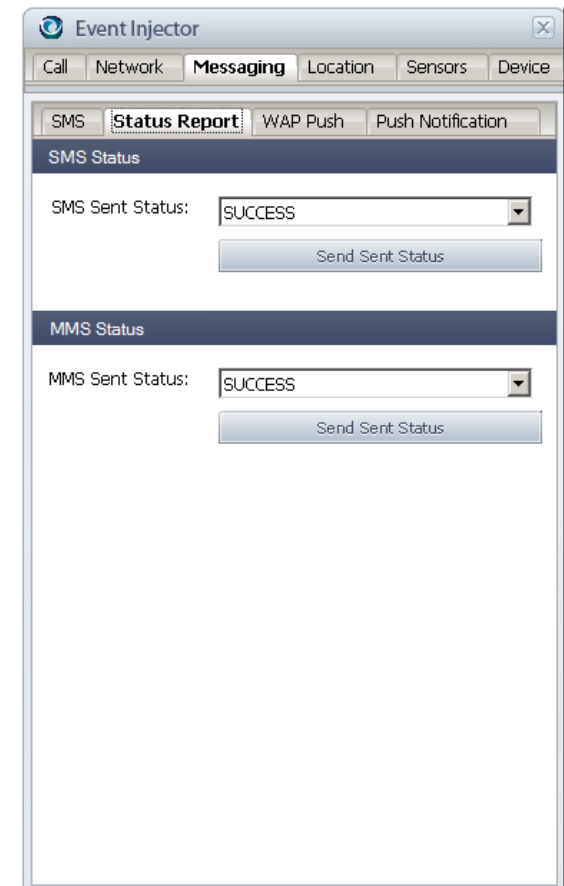 Event Injector
Call Network Messaging Location Sensors Device
SMS Status Report WAP Push Push Notification
SMS Status
SMS Sent Status: SUCCESS
Send Sent Status
MMS Status
MMS Sent Status: SUCCESS
Send Sent Status